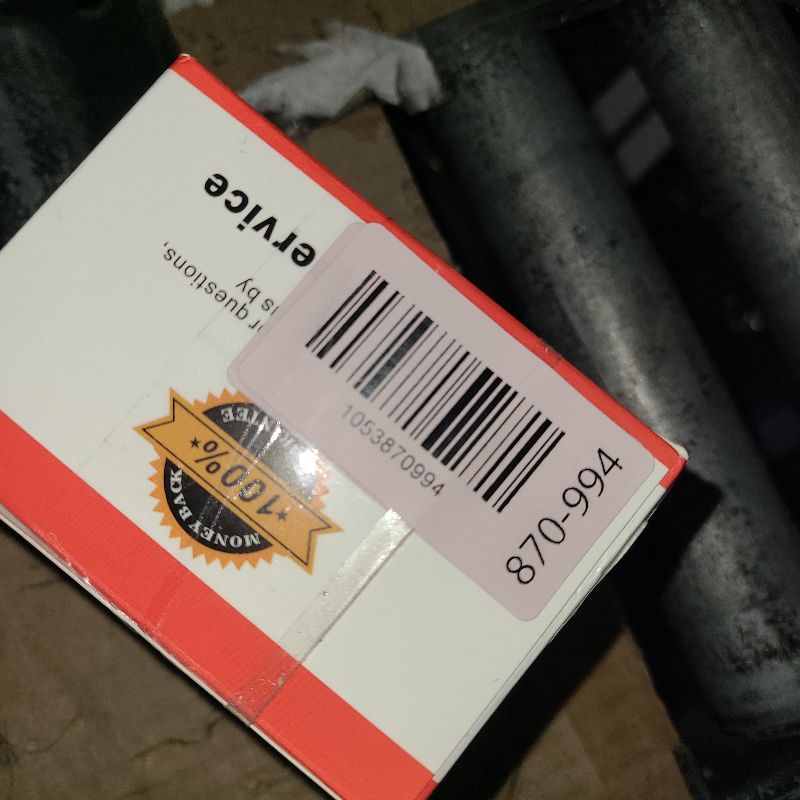 ervice
r questions,
s by
MONEY BACK
*100%*
1053870994
870-994